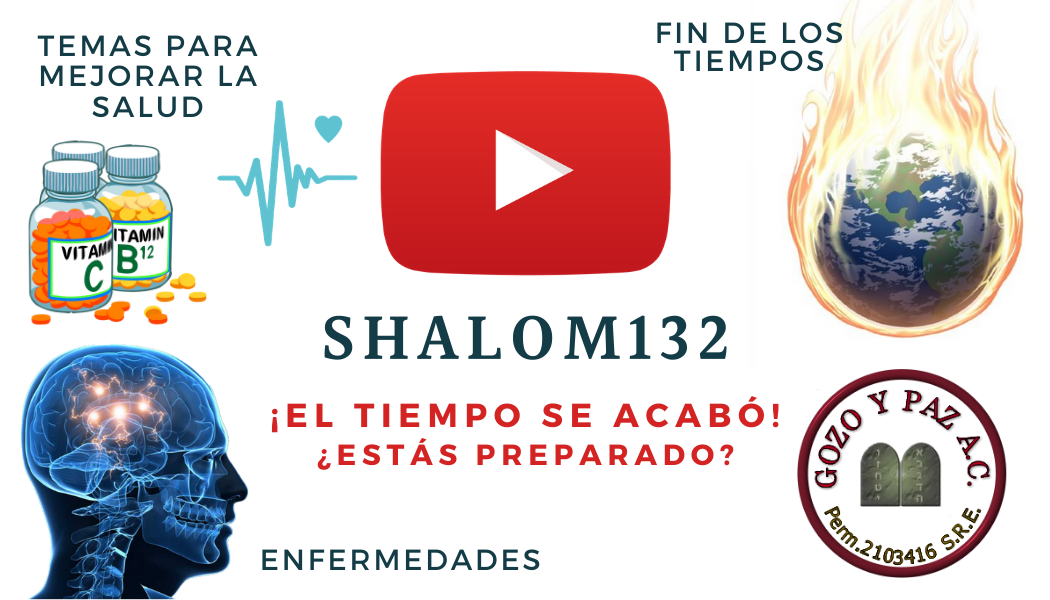 TEMAS PARA
MEJORAR LA
SALUD
FIN DE LOS
TIEMPOS
VITAMIN
B12
VITAM
C
SHALOM132
¡EL TIEMPO SE ACABÓ!
¿ESTÁS PREPARADO?
ENFERMEDADES
GOZO Y PAZ A.C.
Perm.2103416 S.R.E.